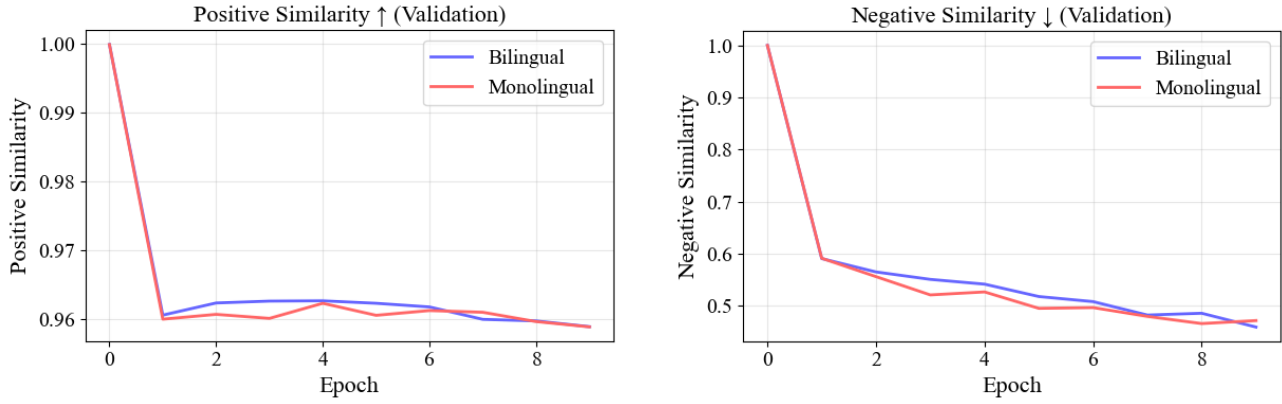 Positive Similarity ↑ (Validation)
1.00
0.99
0.98
0.97
0.96
Positive Similarity
0 2 4 6 8
Epoch
Bilingual
Monolingual
Negative Similarity ↓ (Validation)
1.0
0.9
0.8
0.7
0.6
0.5
Negative Similarity
0 2 4 6 8
Epoch
Bilingual
Monolingual